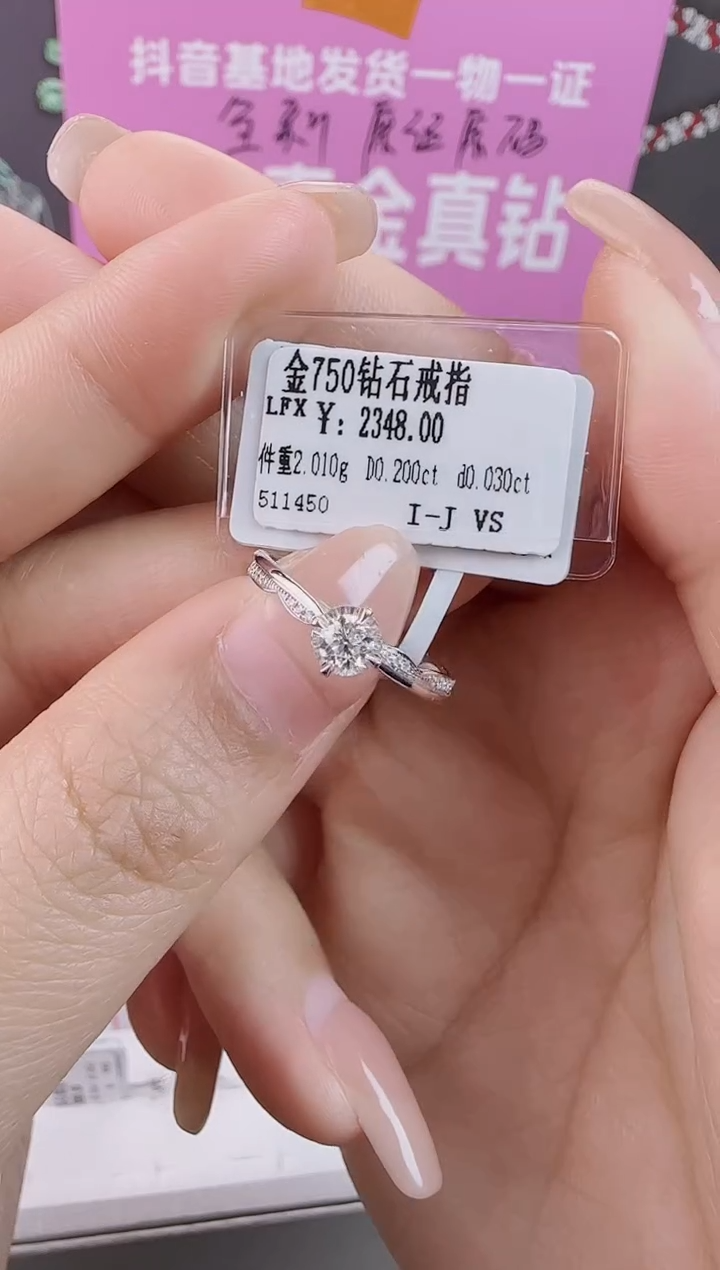 抖音基地发货一物一证
全新 原证原码
真金真钻
金750钻石戒指
LFX ¥: 2348.00
件重2.010g D0.200ct d0.030ct
511450 I-J VS